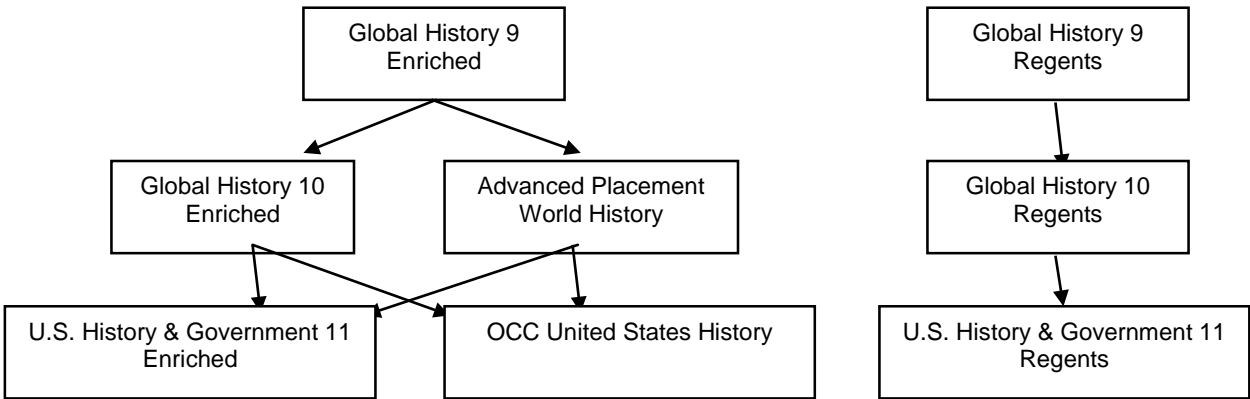 Global History 9
Enriched
Global History 9
Regents
Global History 10
Enriched
Advanced Placement
World History
Global History 10
Regents
U.S. History & Government 11
Enriched
OCC United States History
U.S. History & Government 11
Regents